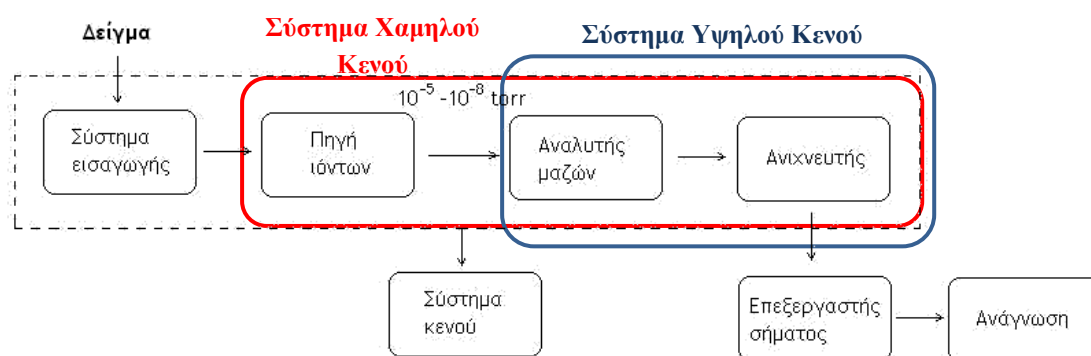 Δείγμα
Σύστημα Χαμηλού
Κενού
Σύστημα Υψηλού Κενού
10⁻⁵ -10⁻⁸ torr
Σύστημα
εισαγωγής
Πηγή
ιόντων
Αναλυτής
μαζών
Ανιχνευτής
Σύστημα
κενού
Επεξεργαστής
σήματος
Ανάγνωση